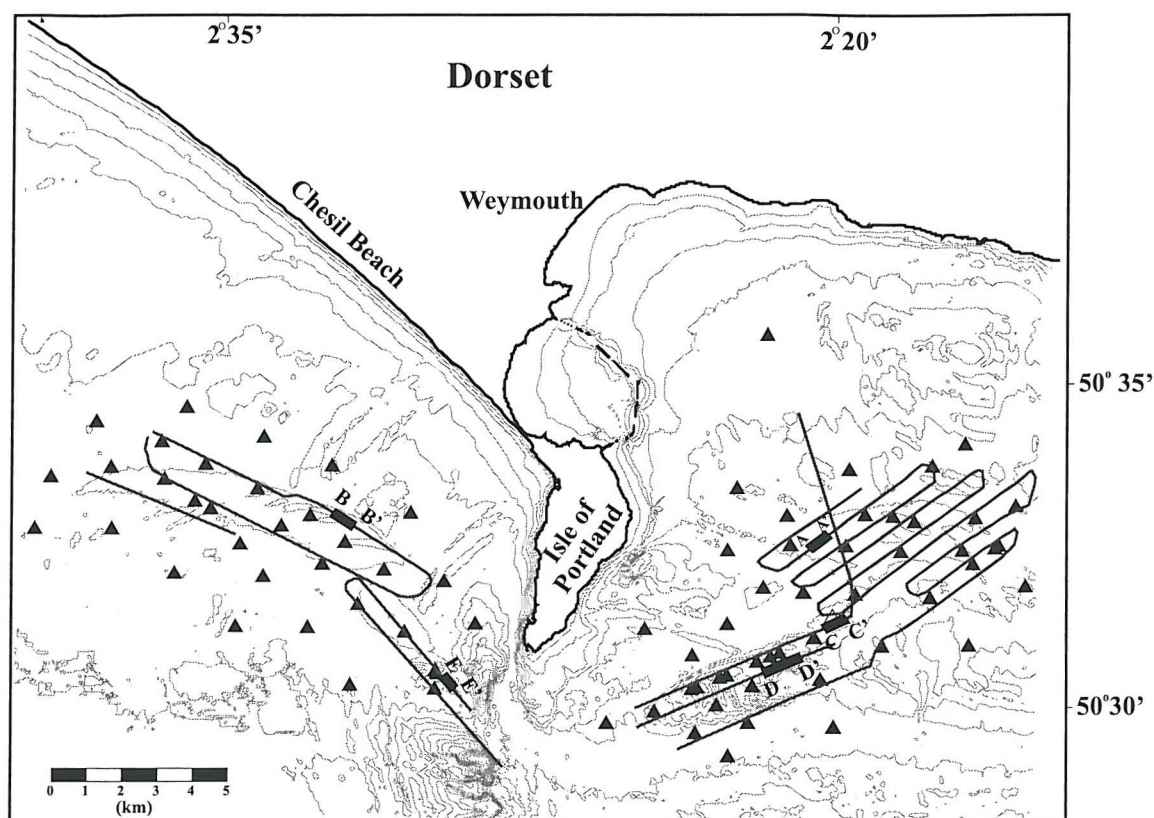 2°35'
2°20'
Dorset
Weymouth
Chesil Beach
50° 35'
Isle of
Portland
B B'
A A'
C C'
E E'
D D'
50° 30'
0 1 2 3 4 5
(km)